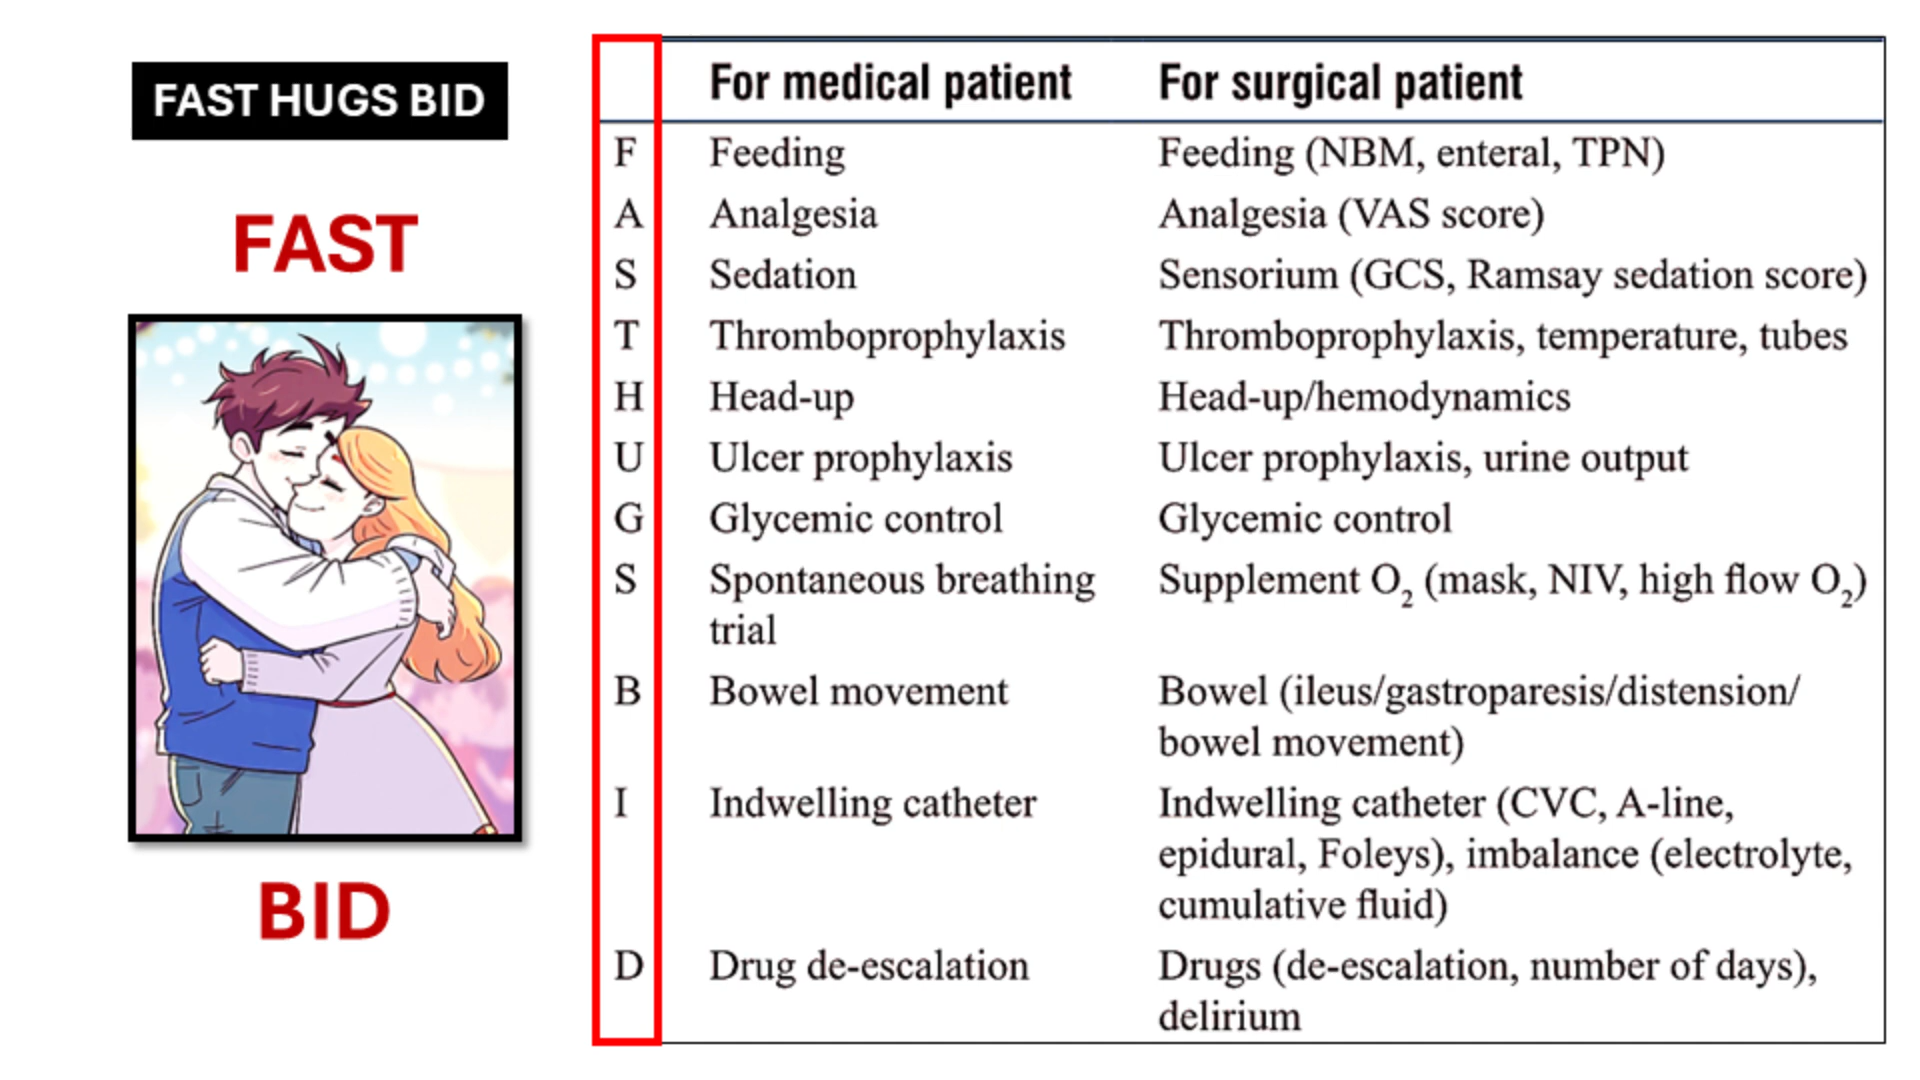 FAST HUGS BID
FAST
BID
For medical patient For surgical patient
F Feeding Feeding (NBM, enteral, TPN)
A Analgesia Analgesia (VAS score)
S Sedation Sensorium (GCS, Ramsay sedation score)
T Thromboprophylaxis Thromboprophylaxis, temperature, tubes
H Head-up Head-up/hemodynamics
U Ulcer prophylaxis Ulcer prophylaxis, urine output
G Glycemic control Glycemic control
S Spontaneous breathing Supplement O₂ (mask, NIV, high flow O₂)
trial
B Bowel movement Bowel (ileus/gastroparesis/distension/
bowel movement)
I Indwelling catheter Indwelling catheter (CVC, A-line,
epidural, Foleys), imbalance (electrolyte,
cumulative fluid)
D Drug de-escalation Drugs (de-escalation, number of days),
delirium